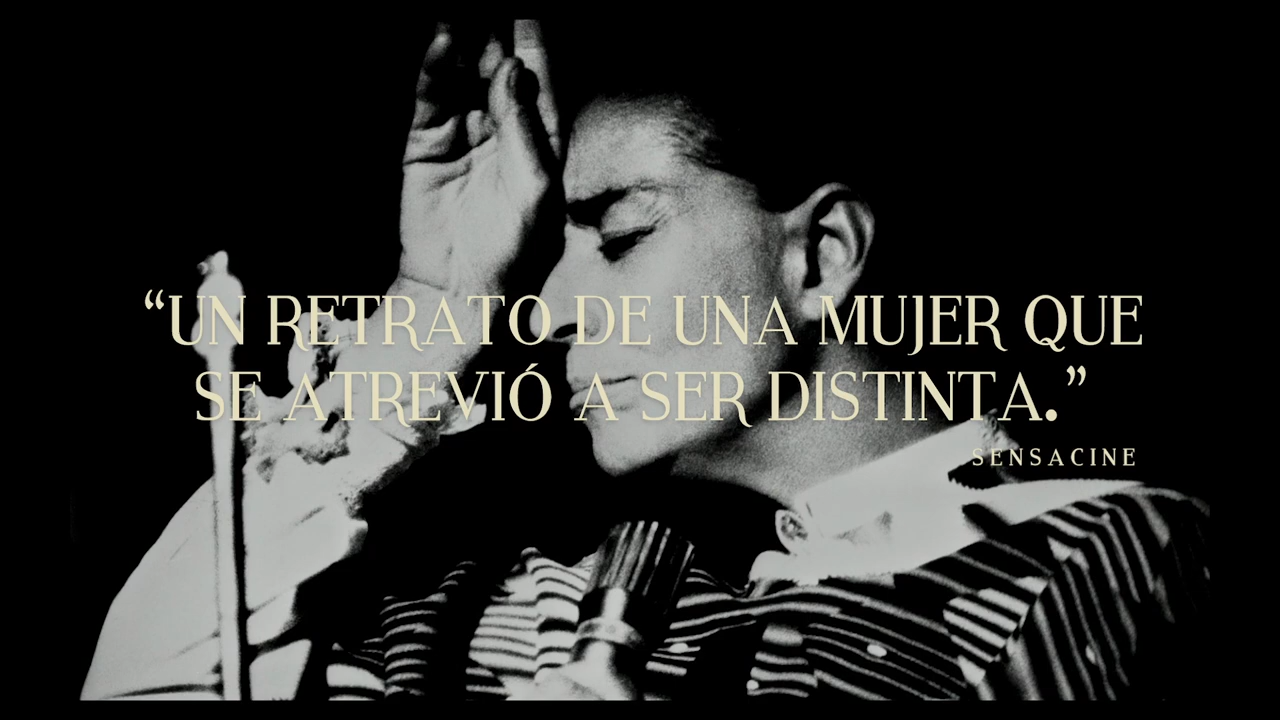 “UN RETRATO DE UNA MUJER QUE
SE ATREVIÓ A SER DISTINTA.”
SENSACINE